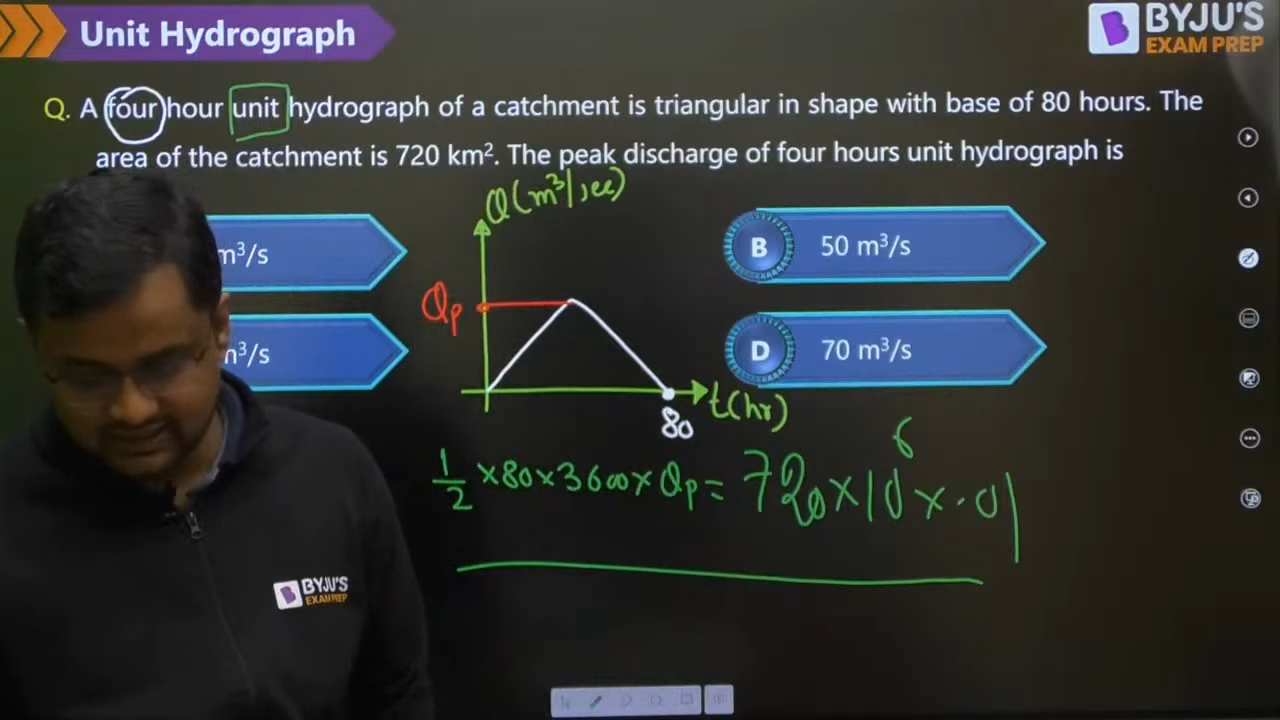 Unit Hydrograph
BYJU'S
EXAM PREP
Q. A four hour unit hydrograph of a catchment is triangular in shape with base of 80 hours. The
area of the catchment is 720 km². The peak discharge of four hours unit hydrograph is
Q(m³/sec)
m³/s
B 50 m³/s
Qp
m³/s
D 70 m³/s
t(hr)
80
1/2 ×80×3600×Qp = 720×10⁶×.01
BYJU'S
EXAM PREP